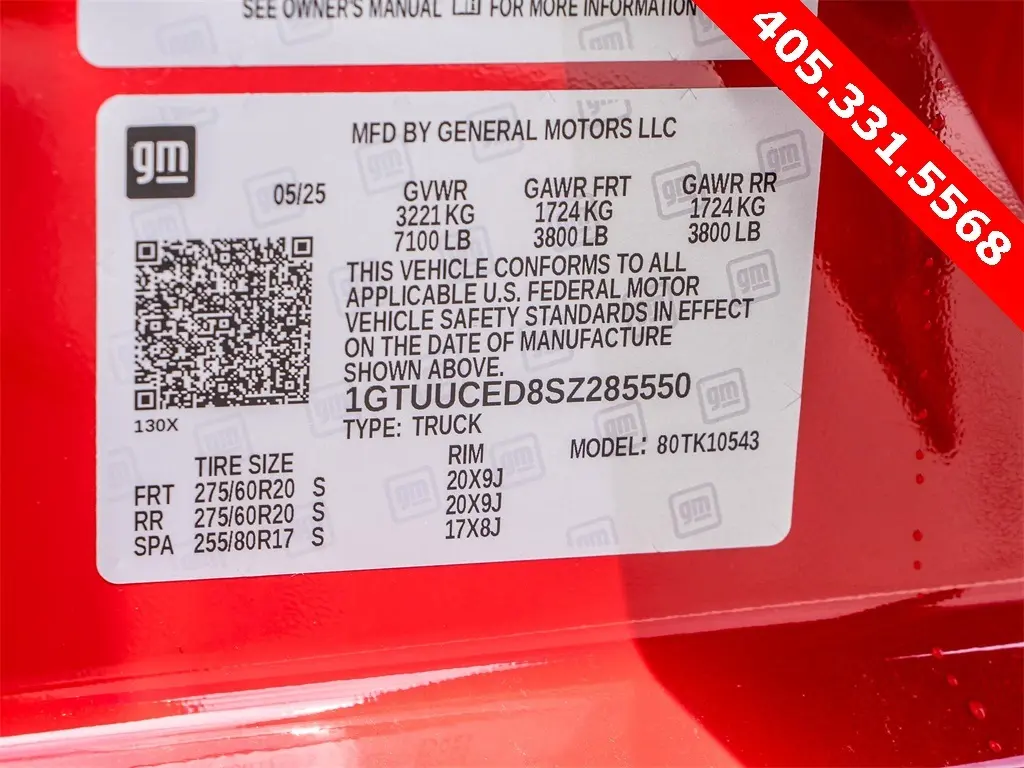 SEE OWNER'S MANUAL FOR MORE INFORMATION
405.331.5568
gm
MFD BY GENERAL MOTORS LLC
05/25 GVWR GAWR FRT GAWR RR
3221 KG 1724 KG 1724 KG
7100 LB 3800 LB 3800 LB
THIS VEHICLE CONFORMS TO ALL
APPLICABLE U.S. FEDERAL MOTOR
VEHICLE SAFETY STANDARDS IN EFFECT
ON THE DATE OF MANUFACTURE
SHOWN ABOVE.
1GTUUCED8SZ285550
130X
TYPE: TRUCK
MODEL: 80TK10543
TIRE SIZE RIM
FRT 275/60R20 S 20X9J
RR 275/60R20 S 20X9J
SPA 255/80R17 S 17X8J